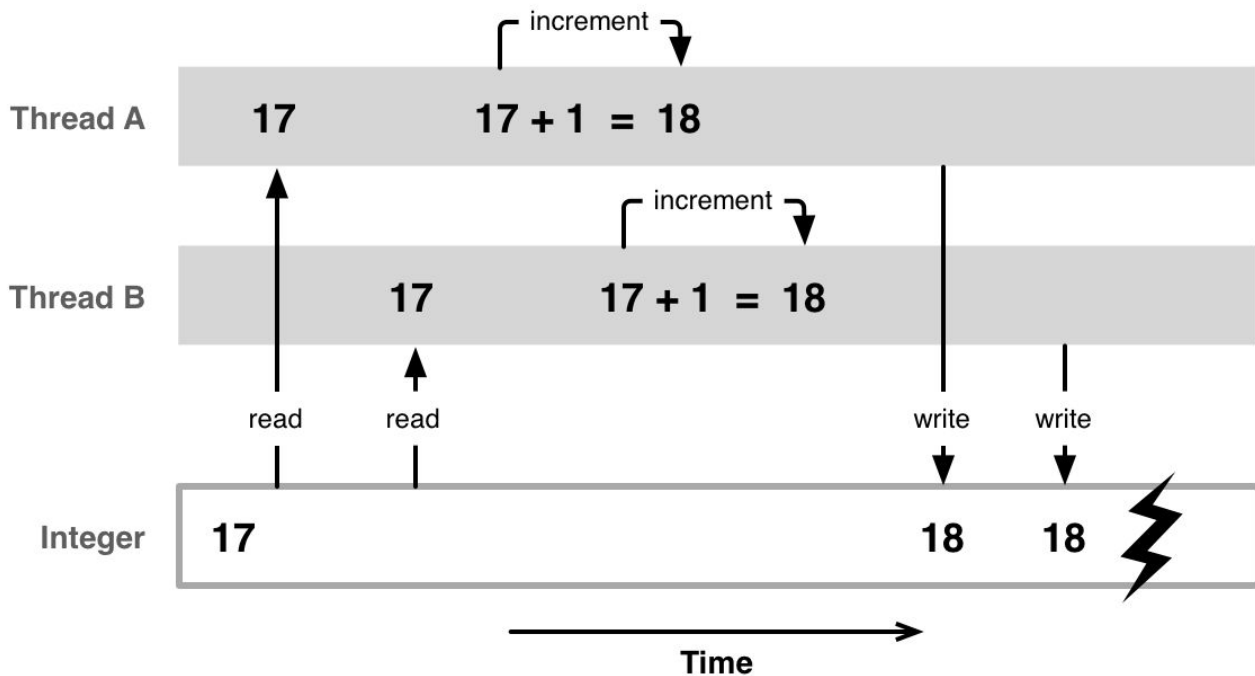 increment
Thread A 17 17 + 1 = 18
increment
Thread B 17 17 + 1 = 18
read read write write
Integer 17 18 18
Time